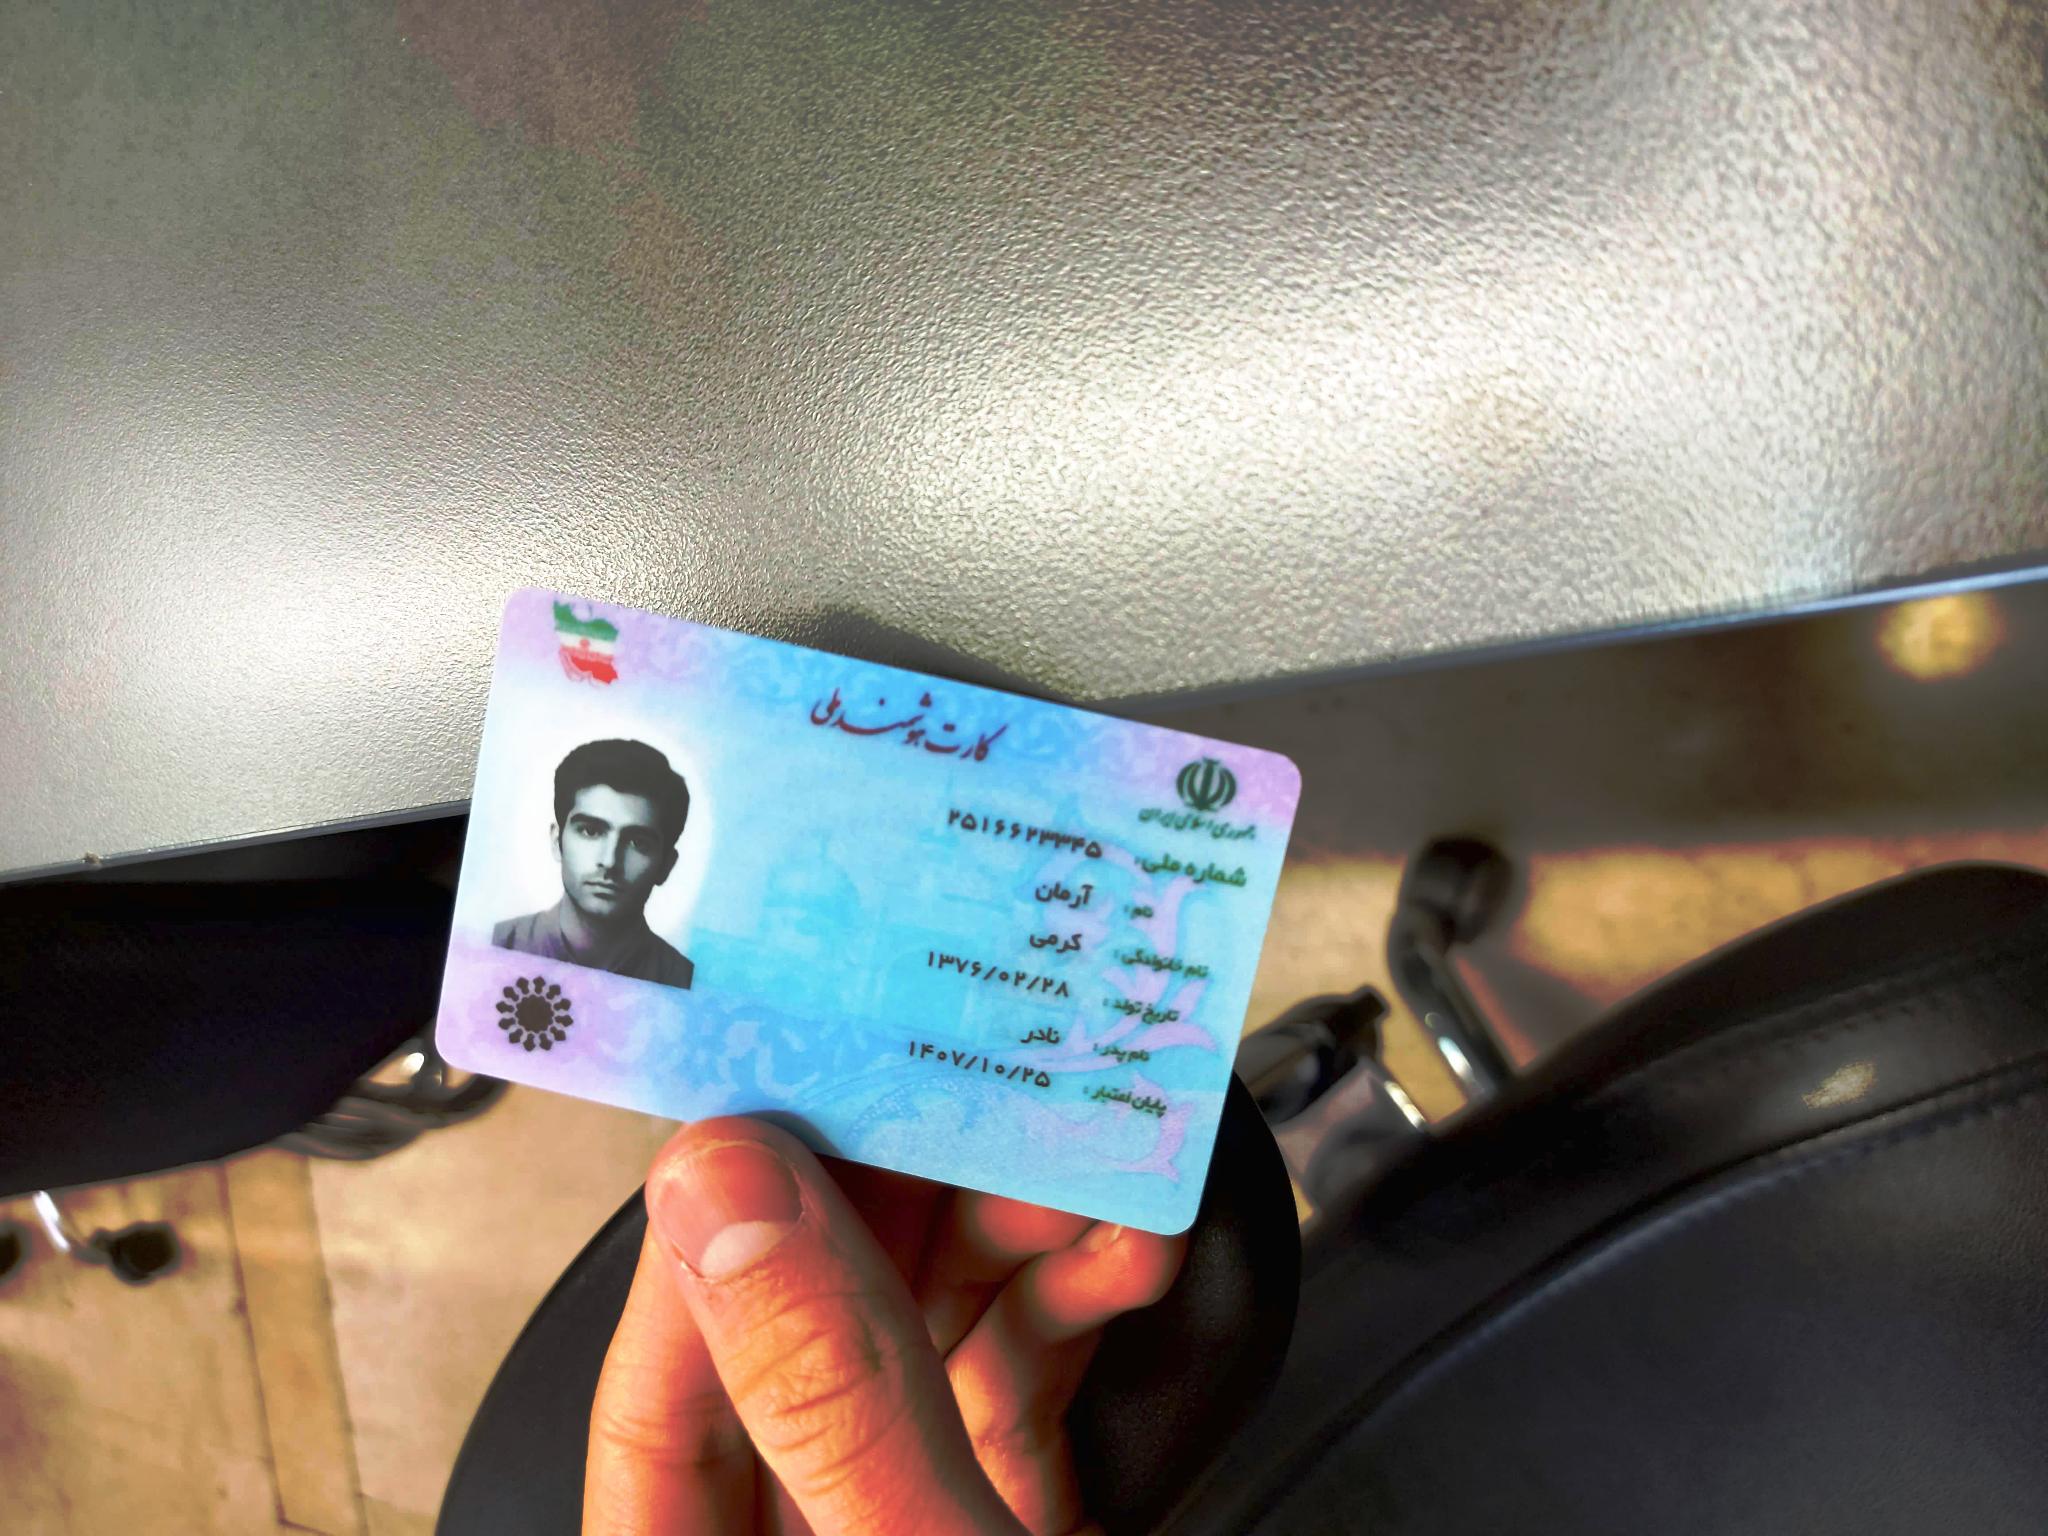 کارت هوشمند ملی
جمهوری اسلامی ایران
شماره ملی: ۲۵۱۶۶۲۳۳۴۵
نام: آرمان
نام خانوادگی: کرمی
تاریخ تولد: ۱۳۷۶/۰۲/۲۸
نام پدر: نادر
پایان اعتبار: ۱۴۰۷/۱۰/۲۵